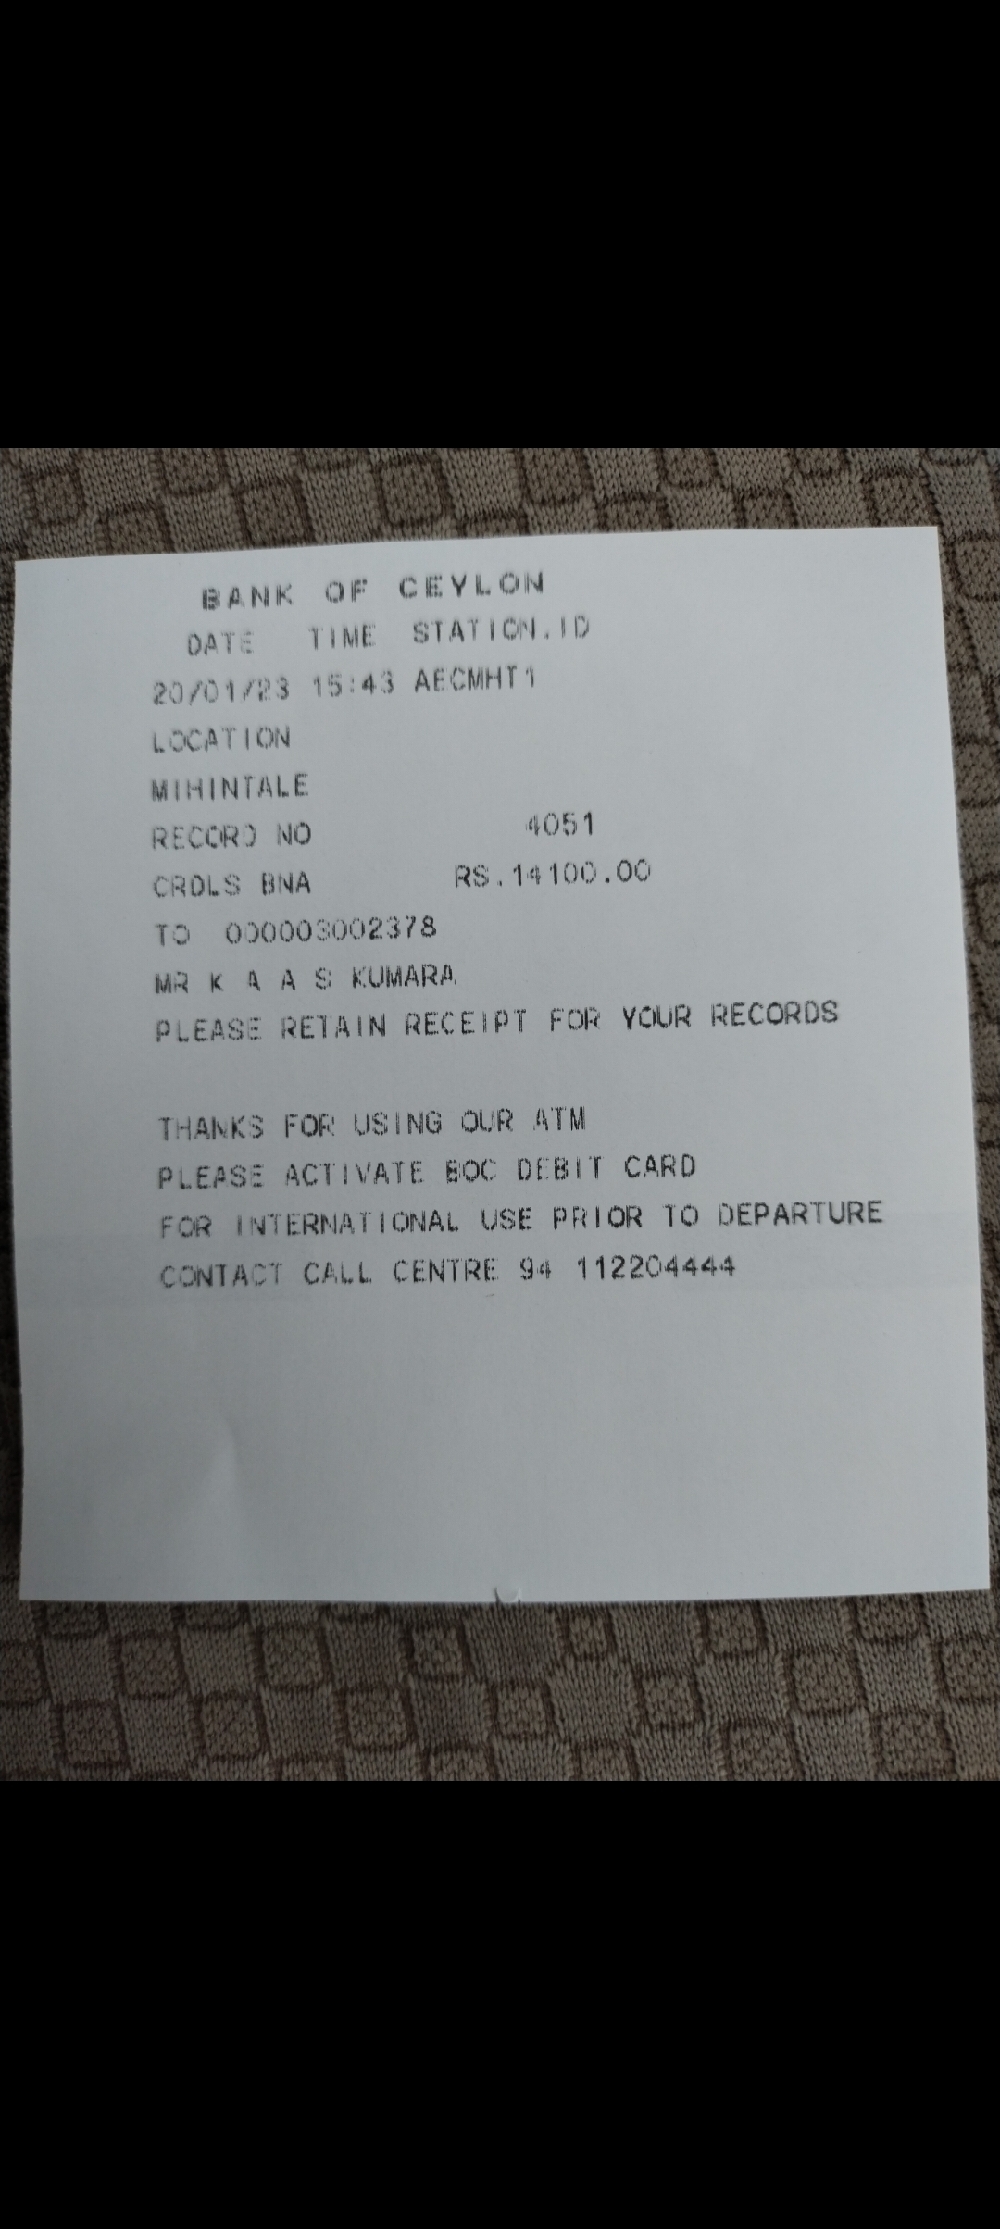 BANK OF CEYLON
DATE TIME STATION.ID
20/01/23 15:43 AECMHT1
LOCATION
MIHINTALE
RECORD NO 4051
CRDLS BNA RS.14100.00
TO 000003002378
MR K A A S KUMARA
PLEASE RETAIN RECEIPT FOR YOUR RECORDS
THANKS FOR USING OUR ATM
PLEASE ACTIVATE BOC DEBIT CARD
FOR INTERNATIONAL USE PRIOR TO DEPARTURE
CONTACT CALL CENTRE 94 112204444